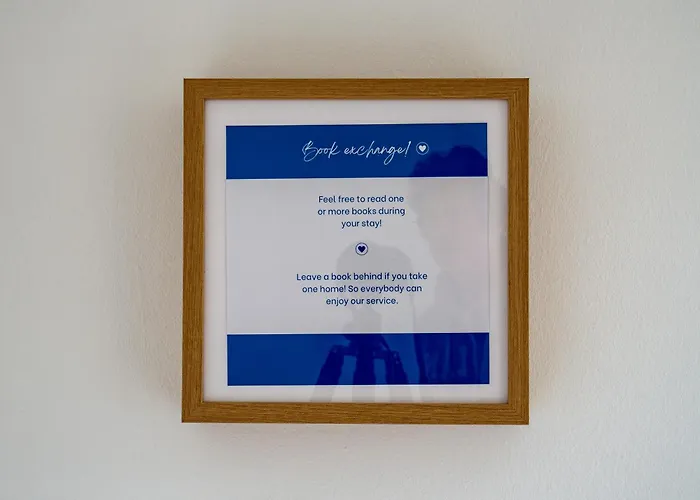 Book exchange!
Feel free to read one
or more books during
your stay!
Leave a book behind if you take
one home! So everybody can
enjoy our service.